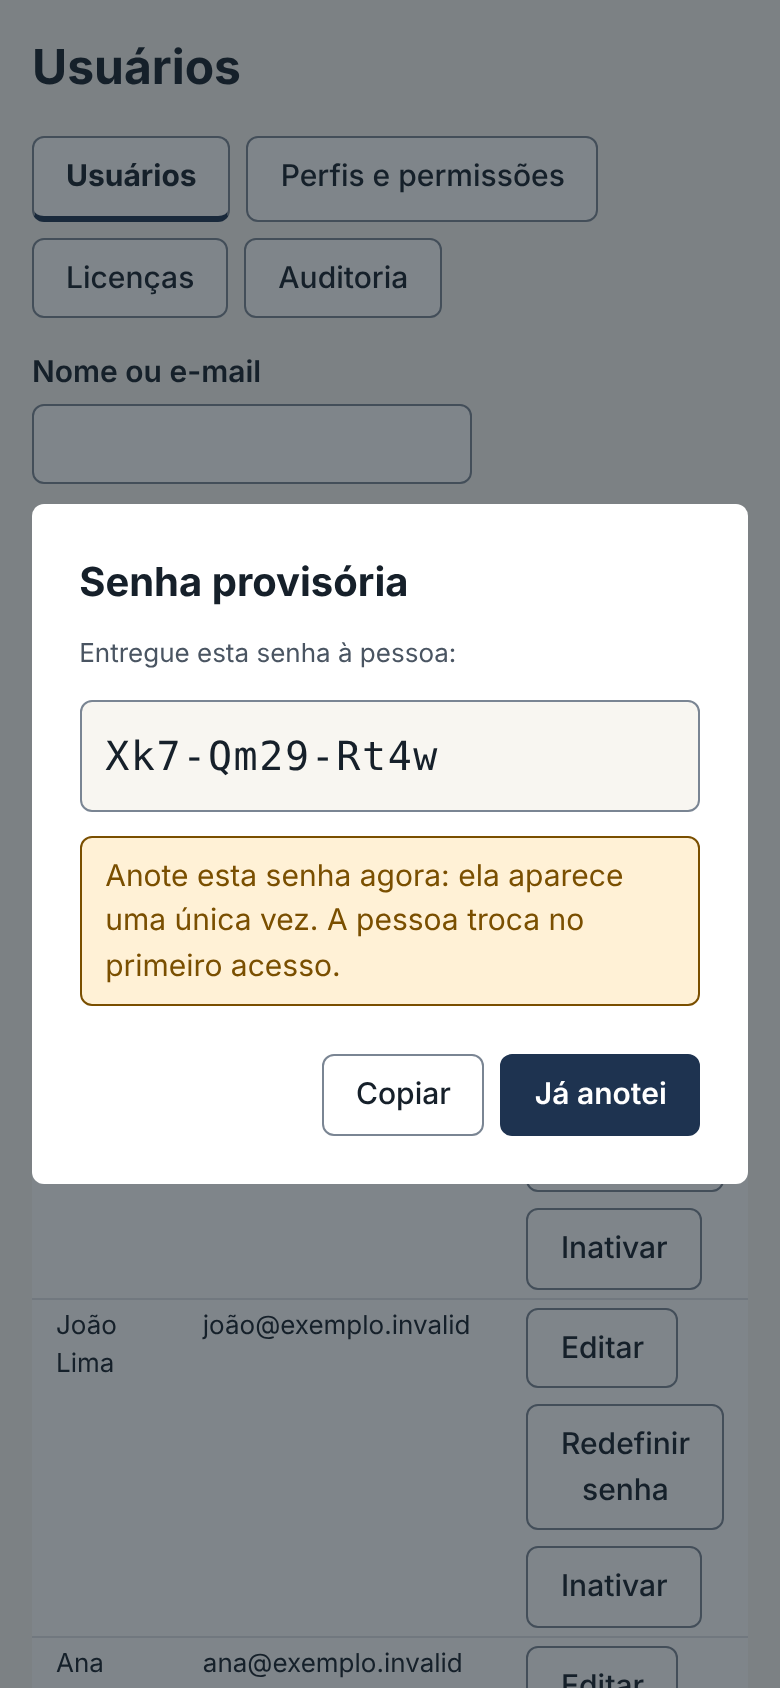 Usuários
Usuários
Perfis e permissões
Licenças
Auditoria
Nome ou e-mail
Senha provisória
Entregue esta senha à pessoa:
Xk7-Qm29-Rt4w
Anote esta senha agora: ela aparece
uma única vez. A pessoa troca no
primeiro acesso.
Copiar
Já anotei
Inativar
João
Lima
joão@exemplo.invalid
Editar
Redefinir
senha
Inativar
Ana
ana@exemplo.invalid
Editar